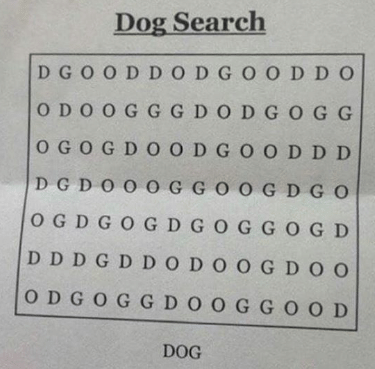 Dog Search
D G O O D D O D G O O D D O
O D O O G G G D O D G O G G
O G O G D O O D G O O D D D
D G D O O O G G O O G D G O
O G D G O G D G O G G O G D
D D D G D D O D O O G D O O
O D G O G G D O O G G O O D
DOG